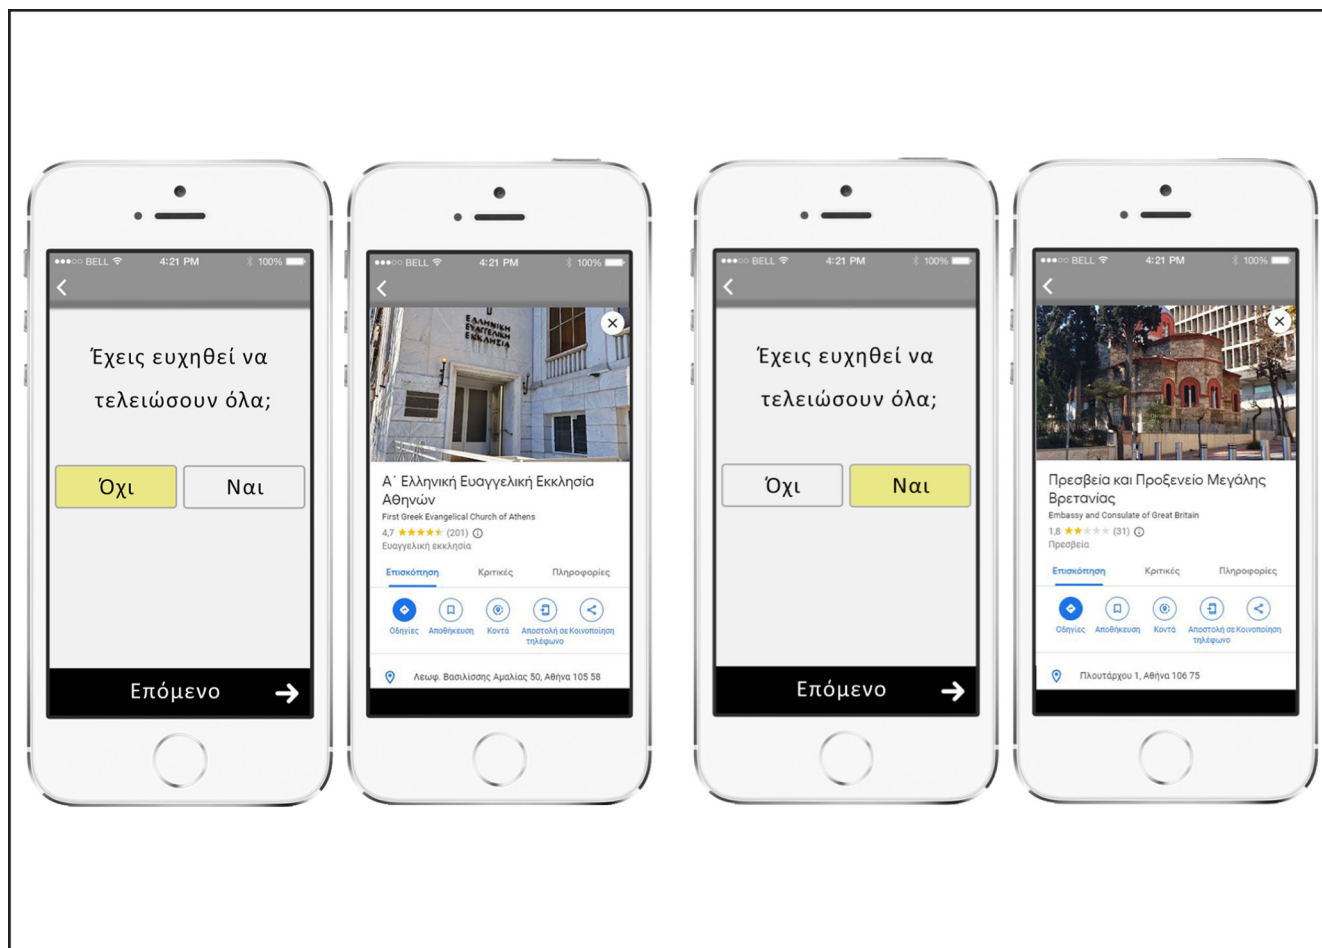 ●●●○○ BELL 4:21 PM 100%
Έχεις ευχηθεί να
τελειώσουν όλα;
Όχι Ναι
Επόμενο
●●●○○ BELL 4:21 PM 100%
ΕΛΛΗΝΙΚΗ
ΕΥΑΓΓΕΛΙΚΗ
ΕΚΚΛΗΣΙΑ
Α΄ Ελληνική Ευαγγελική Εκκλησία
Αθηνών
First Greek Evangelical Church of Athens
4,7 ★★★★★ (201)
Ευαγγελική εκκλησία
Επισκόπηση Κριτικές Πληροφορίες
Οδηγίες Αποθήκευση Κοντά Αποστολή σε Κοινοποίηση
τηλέφωνο
Λεωφ. Βασιλίσσης Αμαλίας 50, Αθήνα 105 58
●●●○○ BELL 4:21 PM 100%
Έχεις ευχηθεί να
τελειώσουν όλα;
Όχι Ναι
Επόμενο
●●●○○ BELL 4:21 PM 100%
Πρεσβεία και Προξενείο Μεγάλης
Βρετανίας
Embassy and Consulate of Great Britain
1,8 ★★★★★ (31)
Πρεσβεία
Επισκόπηση Κριτικές Πληροφορίες
Οδηγίες Αποθήκευση Κοντά Αποστολή σε Κοινοποίηση
τηλέφωνο
Πλουτάρχου 1, Αθήνα 106 75